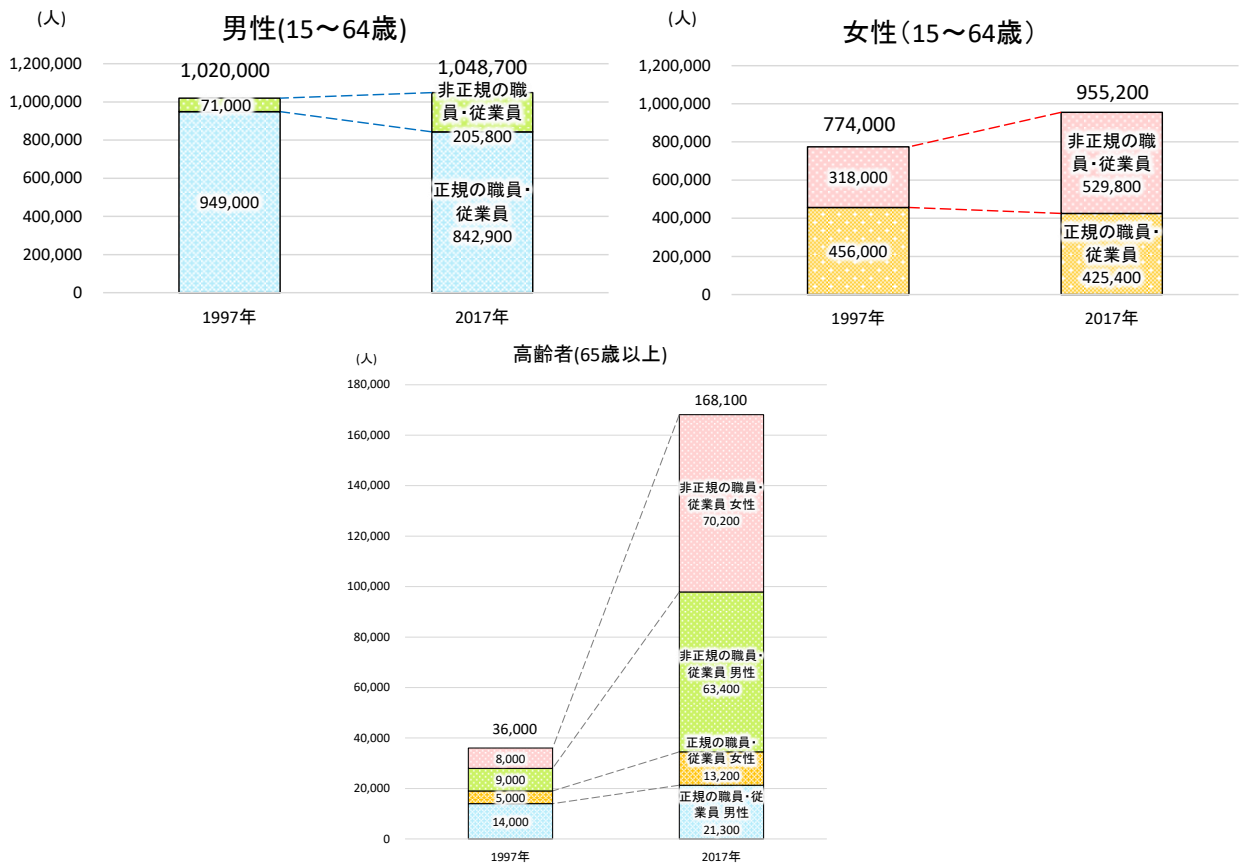 (人)
男性(15～64歳)
1,200,000
1,000,000
800,000
600,000
400,000
200,000
0
1,020,000
71,000
949,000
1,048,700
非正規の職
員・従業員
205,800
正規の職員・
従業員
842,900
1997年
2017年
(人)
女性（15～64歳）
1,200,000
1,000,000
800,000
600,000
400,000
200,000
0
774,000
318,000
456,000
955,200
非正規の職
員・従業員
529,800
正規の職員・
従業員
425,400
1997年
2017年
(人)
高齢者(65歳以上)
180,000
160,000
140,000
120,000
100,000
80,000
60,000
40,000
20,000
0
36,000
8,000
9,000
5,000
14,000
168,100
非正規の職員・
従業員 女性
70,200
非正規の職員・
従業員 男性
63,400
正規の職員・
従業員 女性
13,200
正規の職員・従
業員 男性
21,300
1997年
2017年